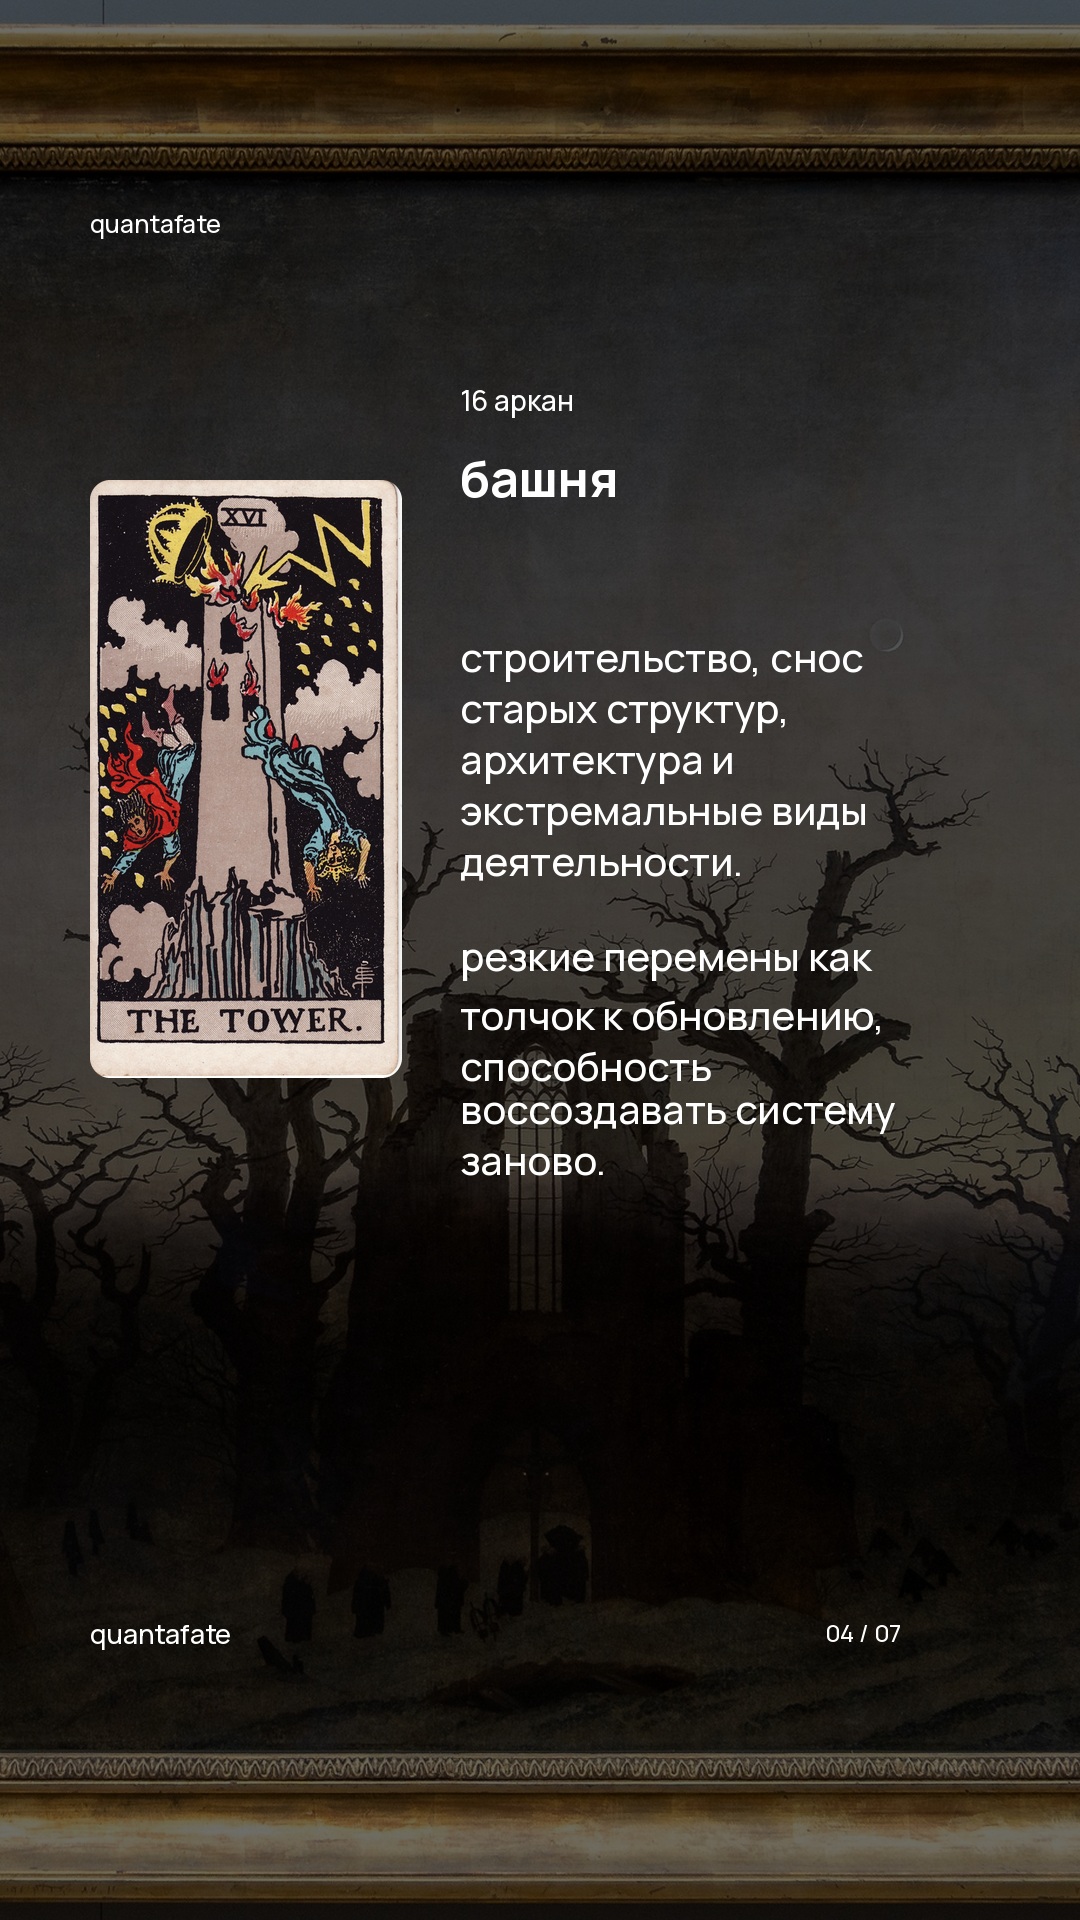 quantafate
16 аркан
башня
XVI
THE TOWER.
строительство, снос
старых структур,
архитектура и
экстремальные виды
деятельности.
резкие перемены как
толчок к обновлению,
способность
воссоздавать систему
заново.
quantafate
04 / 07